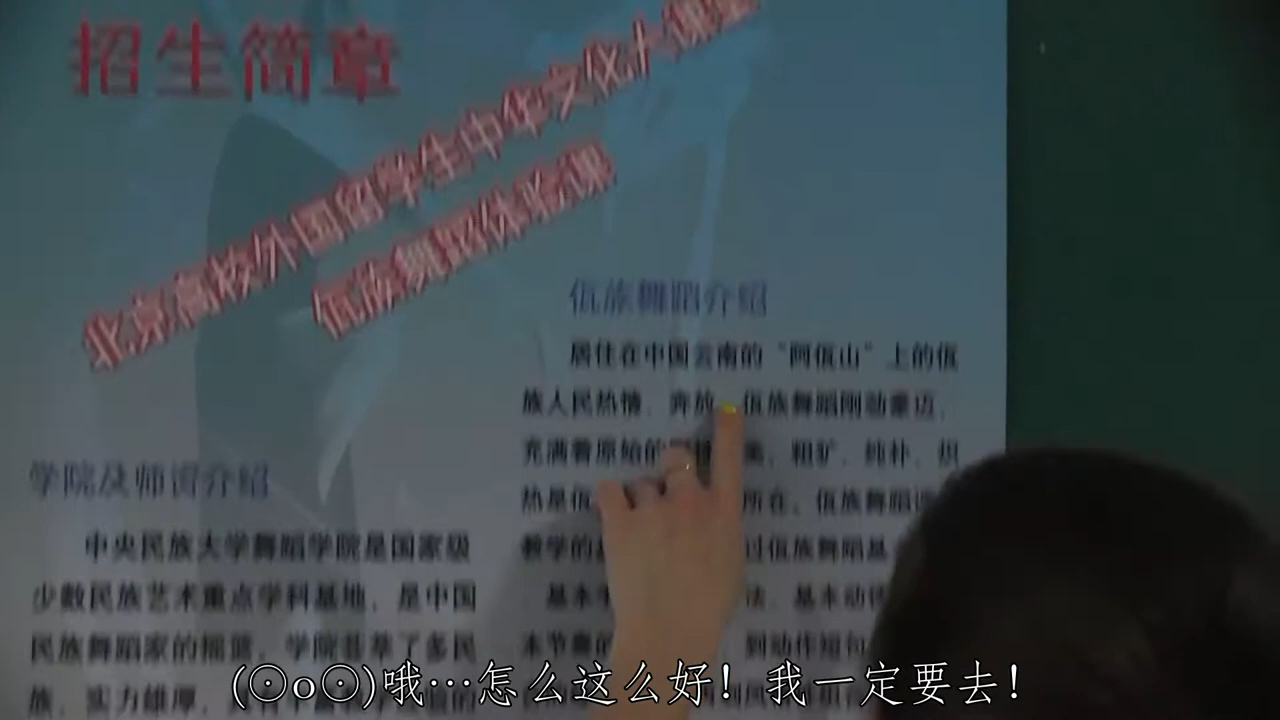 招生简章
北京高校外国留学生中华文化大课堂
佤族舞蹈体验课
佤族舞蹈介绍
居住在中国云南的“阿佤山”上的佤
族人民热情、奔放 佤族舞蹈刚劲豪迈,
充满着原始的 美,粗犷、纯朴、炽
热是佤 所在。佤族舞蹈
教学的 过佤族舞蹈基
基本 法、基本动
本节奏的 到动作短句
学院及师资介绍
中央民族大学舞蹈学院是国家级
少数民族艺术重点学科基地,是中国
民族舞蹈家的摇篮。学院荟萃了多民
族、实力雄厚、 的
(⊙o⊙)哦…怎么这么好！我一定要去！